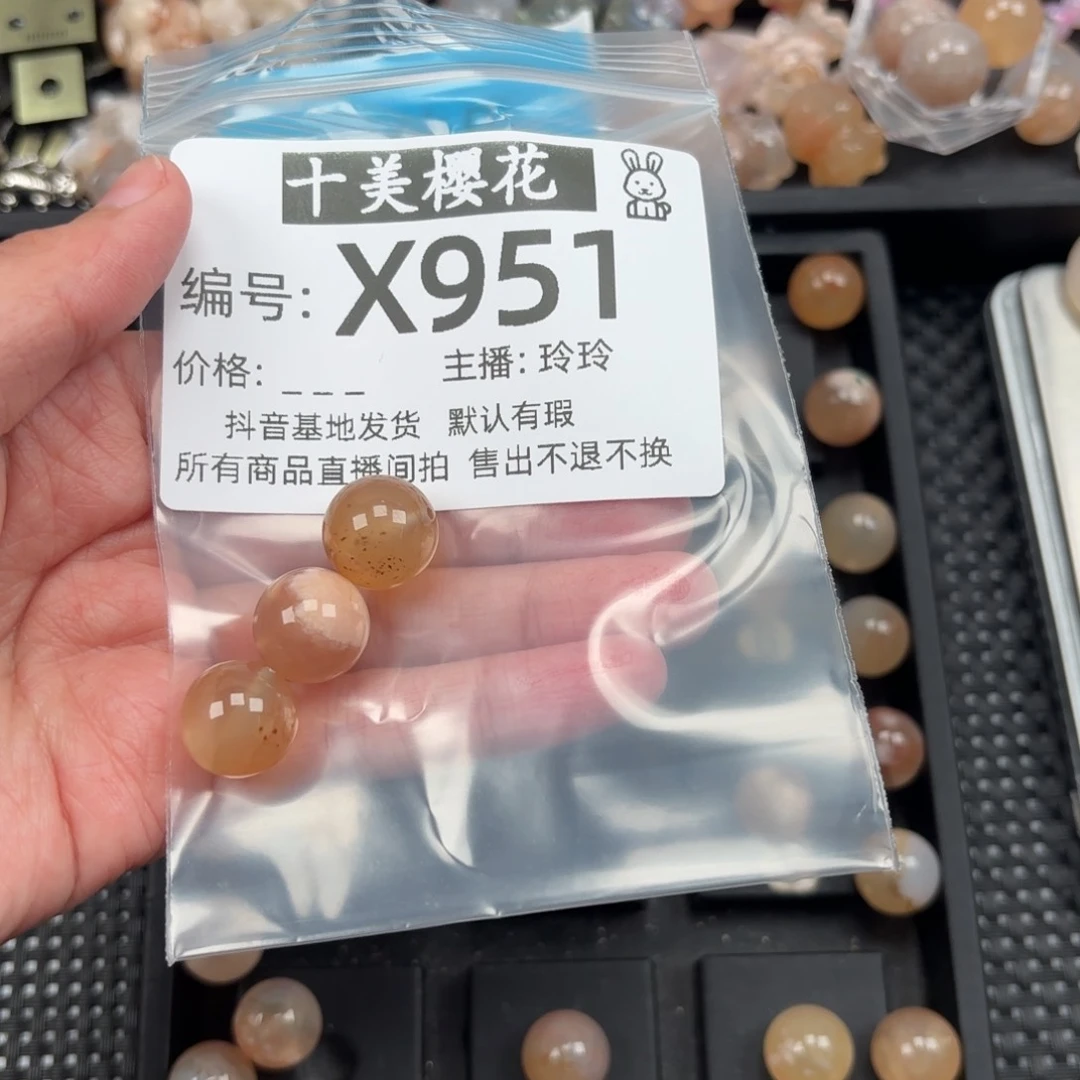 十美樱花
编号: X951
价格: _ _ _ 主播: 玲玲
抖音基地发货 默认有瑕
所有商品直播间拍 售出不退不换